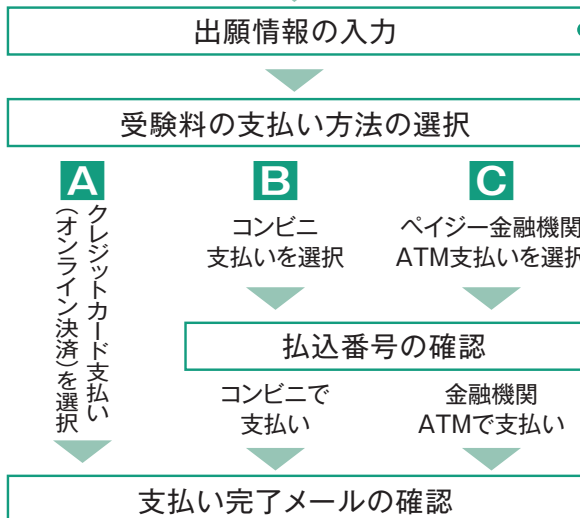 出願情報の入力
受験料の支払い方法の選択
A
クレジットカード支払い
(オンライン決済)を選択
B
コンビニ
支払いを選択
C
ペイジー金融機関
ATM支払いを選択
払込番号の確認
コンビニで
支払い
金融機関
ATMで支払い
支払い完了メールの確認